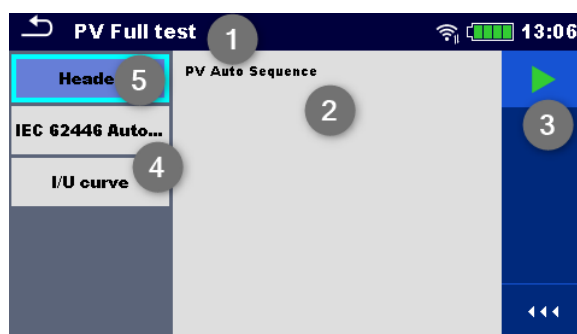 PV Full test 13:06
1
Heade 5
PV Auto Sequence
2
3
IEC 62446 Auto...
4
I/U curve